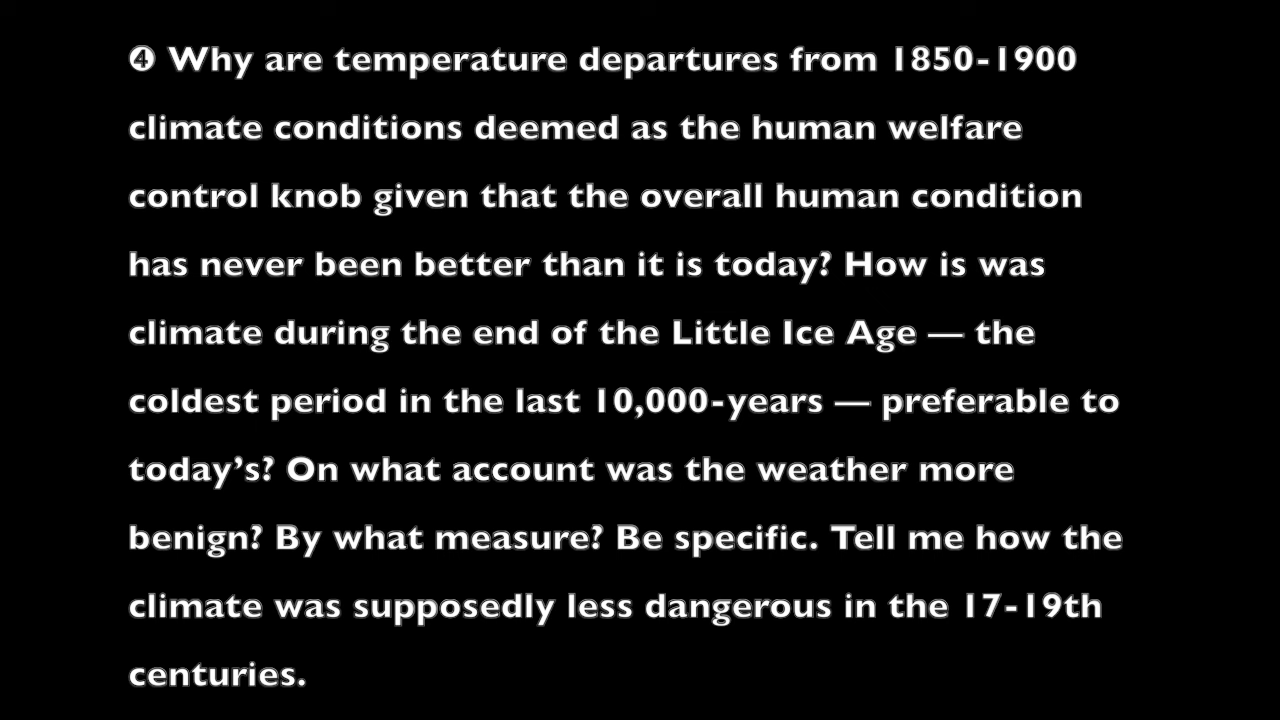 ❹ Why are temperature departures from 1850-1900
climate conditions deemed as the human welfare
control knob given that the overall human condition
has never been better than it is today? How is was
climate during the end of the Little Ice Age — the
coldest period in the last 10,000-years — preferable to
today’s? On what account was the weather more
benign? By what measure? Be specific. Tell me how the
climate was supposedly less dangerous in the 17-19th
centuries.